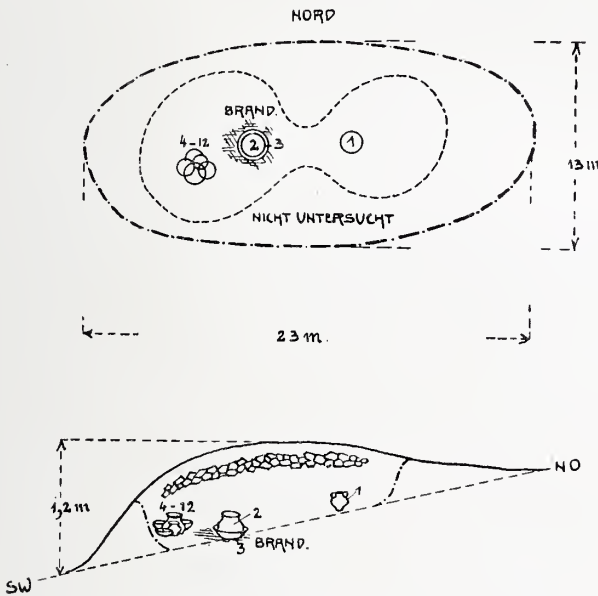 NORD
BRAND.
4-12
2
3
1
13 m
NICHT UNTERSUCHT
23 m.
NO
1,2 m
4-12
2
1
3 BRAND.
SW